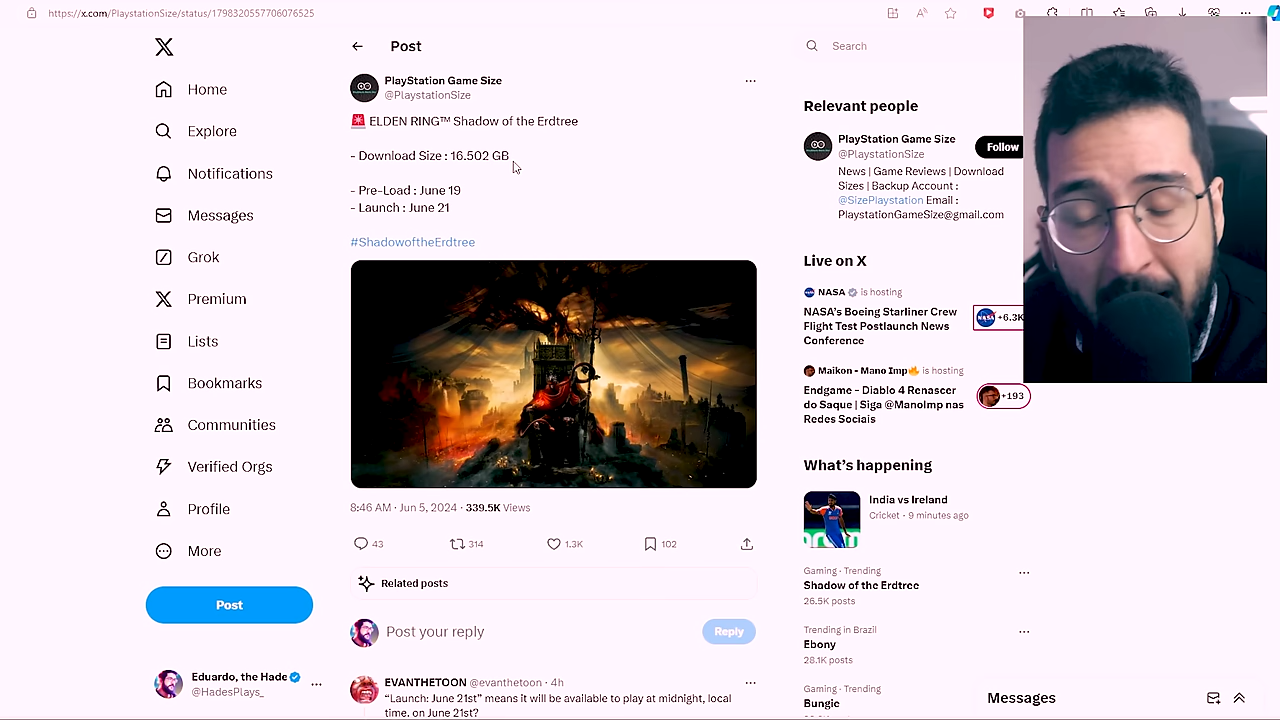 https://x.com/PlaystationSize/status/1798320557706076525
Home
Explore
Notifications
Messages
Grok
Premium
Lists
Bookmarks
Communities
Verified Orgs
Profile
More
Post
Eduardo, the Hade
@HadesPlays_
Post
PlayStation Game Size
@PlaystationSize
🚨 ELDEN RING™ Shadow of the Erdtree
- Download Size : 16.502 GB
- Pre-Load : June 19
- Launch : June 21
#ShadowoftheErdtree
8:46 AM · Jun 5, 2024 · 339.5K Views
43
314
1.3K
102
Related posts
Post your reply
Reply
EVANTHETOON @evanthetoon · 4h
“Launch: June 21st” means it will be available to play at midnight, local
time, on June 21st?
Search
Relevant people
PlayStation Game Size
@PlaystationSize
Follow
News | Game Reviews | Download
Sizes | Backup Account :
@SizePlaystation Email :
PlaystationGameSize@gmail.com
Live on X
NASA is hosting
NASA's Boeing Starliner Crew
Flight Test Postlaunch News
Conference
+6.3K
Maikon - Mano Imp🔥 is hosting
Endgame - Diablo 4 Renascer
do Saque | Siga @ManoImp nas
Redes Sociais
+193
What's happening
India vs Ireland
Cricket · 9 minutes ago
Gaming · Trending
Shadow of the Erdtree
26.5K posts
Trending in Brazil
Ebony
28.1K posts
Gaming · Trending
Bungie
Messages